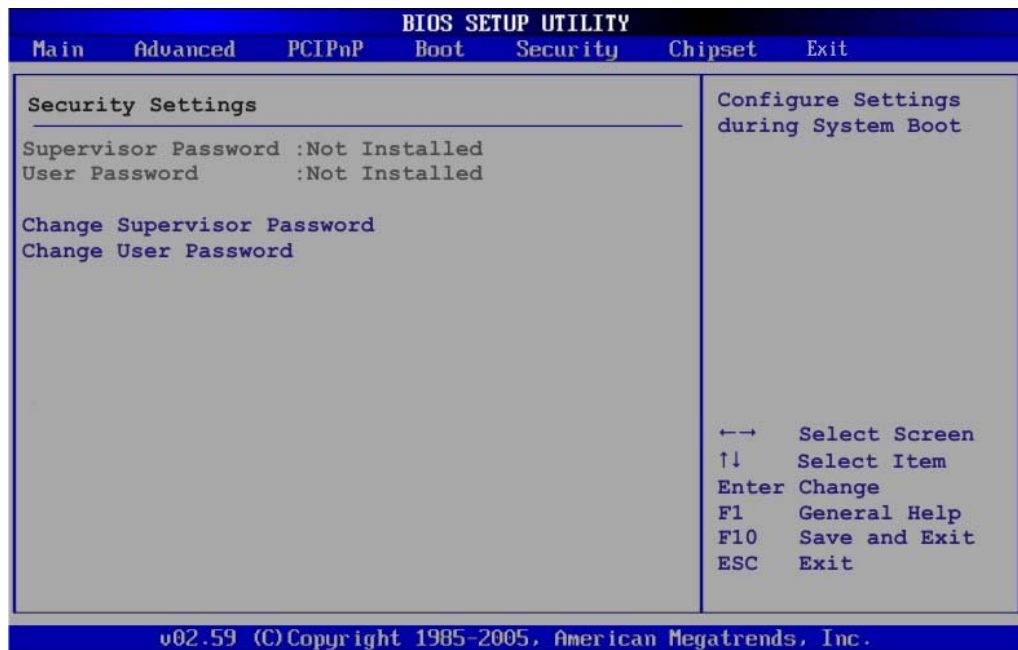 BIOS SETUP UTILITY
Main Advanced PCIPnP Boot Security Chipset Exit
Security Settings
Supervisor Password :Not Installed
User Password :Not Installed
Change Supervisor Password
Change User Password
Configure Settings
during System Boot
←→ Select Screen
↑↓ Select Item
Enter Change
F1 General Help
F10 Save and Exit
ESC Exit
v02.59 (C)Copyright 1985-2005, American Megatrends, Inc.